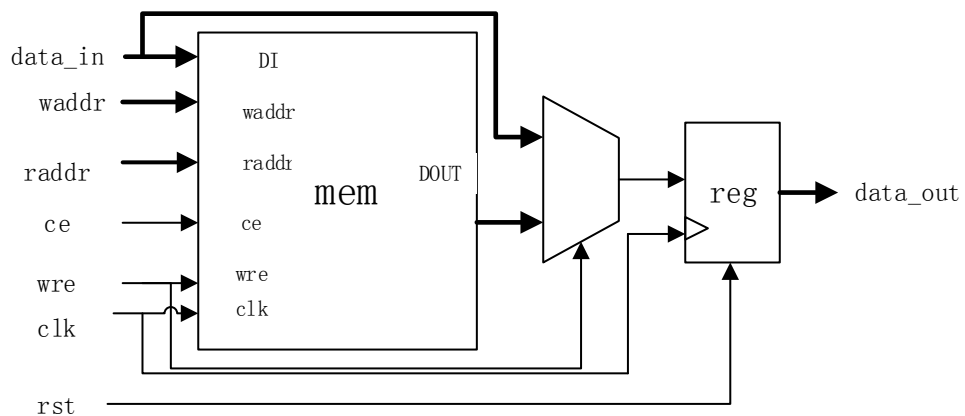 data_in
waddr
raddr
ce
wre
clk
rst
DI
waddr
raddr
ce
wre
clk
mem
DOUT
reg
data_out